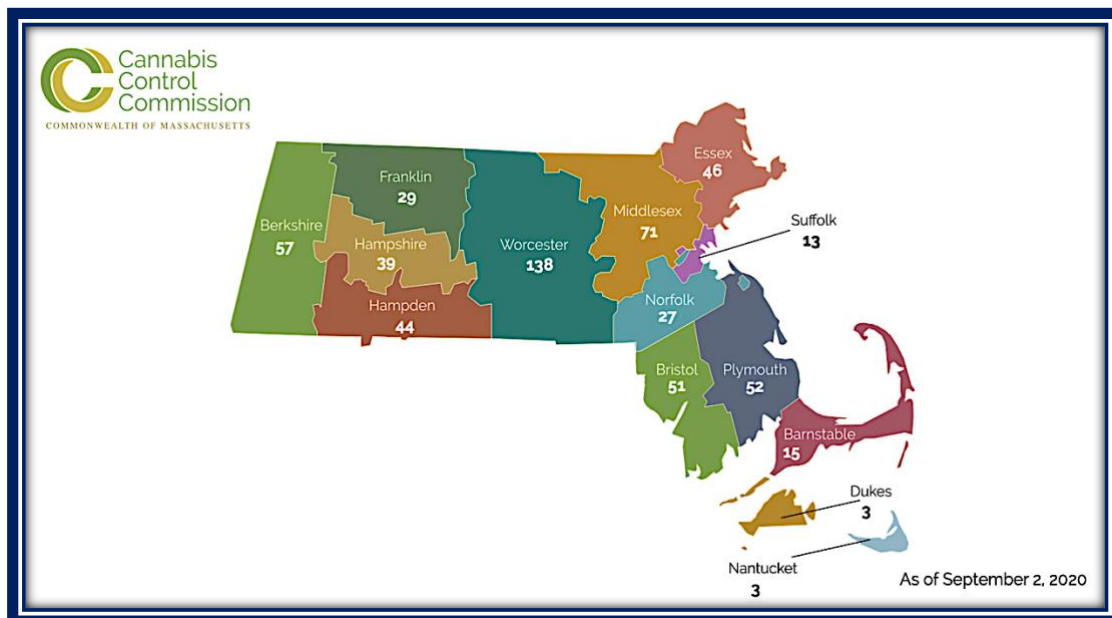 Cannabis
Control
Commission
COMMONWEALTH OF MASSACHUSETTS
Essex
46
Franklin
29
Middlesex
71
Suffolk
13
Berkshire
57
Hampshire
39
Worcester
138
Hampden
44
Norfolk
27
Bristol
51
Plymouth
52
Barnstable
15
Dukes
3
Nantucket
3
As of September 2, 2020